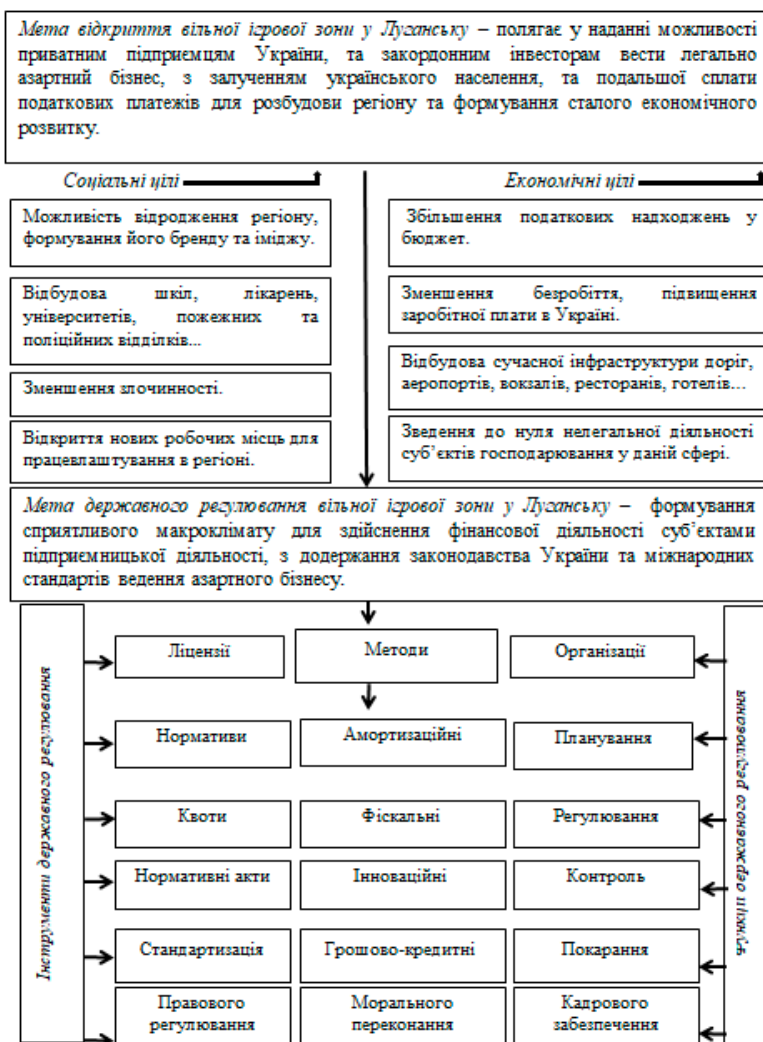 Мета відкриття вільної ігрової зони у Луганську – полягає у наданні можливості
приватним підприємцям України, та закордонним інвесторам вести легально
азартний бізнес, з залученням українського населення, та подальшої сплати
податкових платежів для розбудови регіону та формування сталого економічного
розвитку.
Соціальні цілі
Економічні цілі
Можливість відродження регіону,
формування його бренду та іміджу.
Збільшення податкових надходжень у
бюджет.
Відбудова шкіл, лікарень,
університетів, пожежних та
поліційних відділків...
Зменшення безробіття, підвищення
заробітної плати в Україні.
Зменшення злочинності.
Відбудова сучасної інфраструктури доріг,
аеропортів, вокзалів, ресторанів, готелів...
Відкриття нових робочих місць для
працевлаштування в регіоні.
Зведення до нуля нелегальної діяльності
суб’єктів господарювання у даній сфері.
Мета державного регулювання вільної ігрової зони у Луганську – формування
сприятливого макроклімату для здійснення фінансової діяльності суб’єктами
підприємницької діяльності, з додержання законодавства України та міжнародних
стандартів ведення азартного бізнесу.
Інструменти державного регулювання
Ліцензії
Методи
Організації
Нормативи
Амортизаційні
Планування
Квоти
Фіскальні
Регулювання
Нормативні акти
Інноваційні
Контроль
Стандартизація
Грошово-кредитні
Покарання
Правового
регулювання
Морального
переконання
Кадрового
забезпечення
Функції державного регулювання